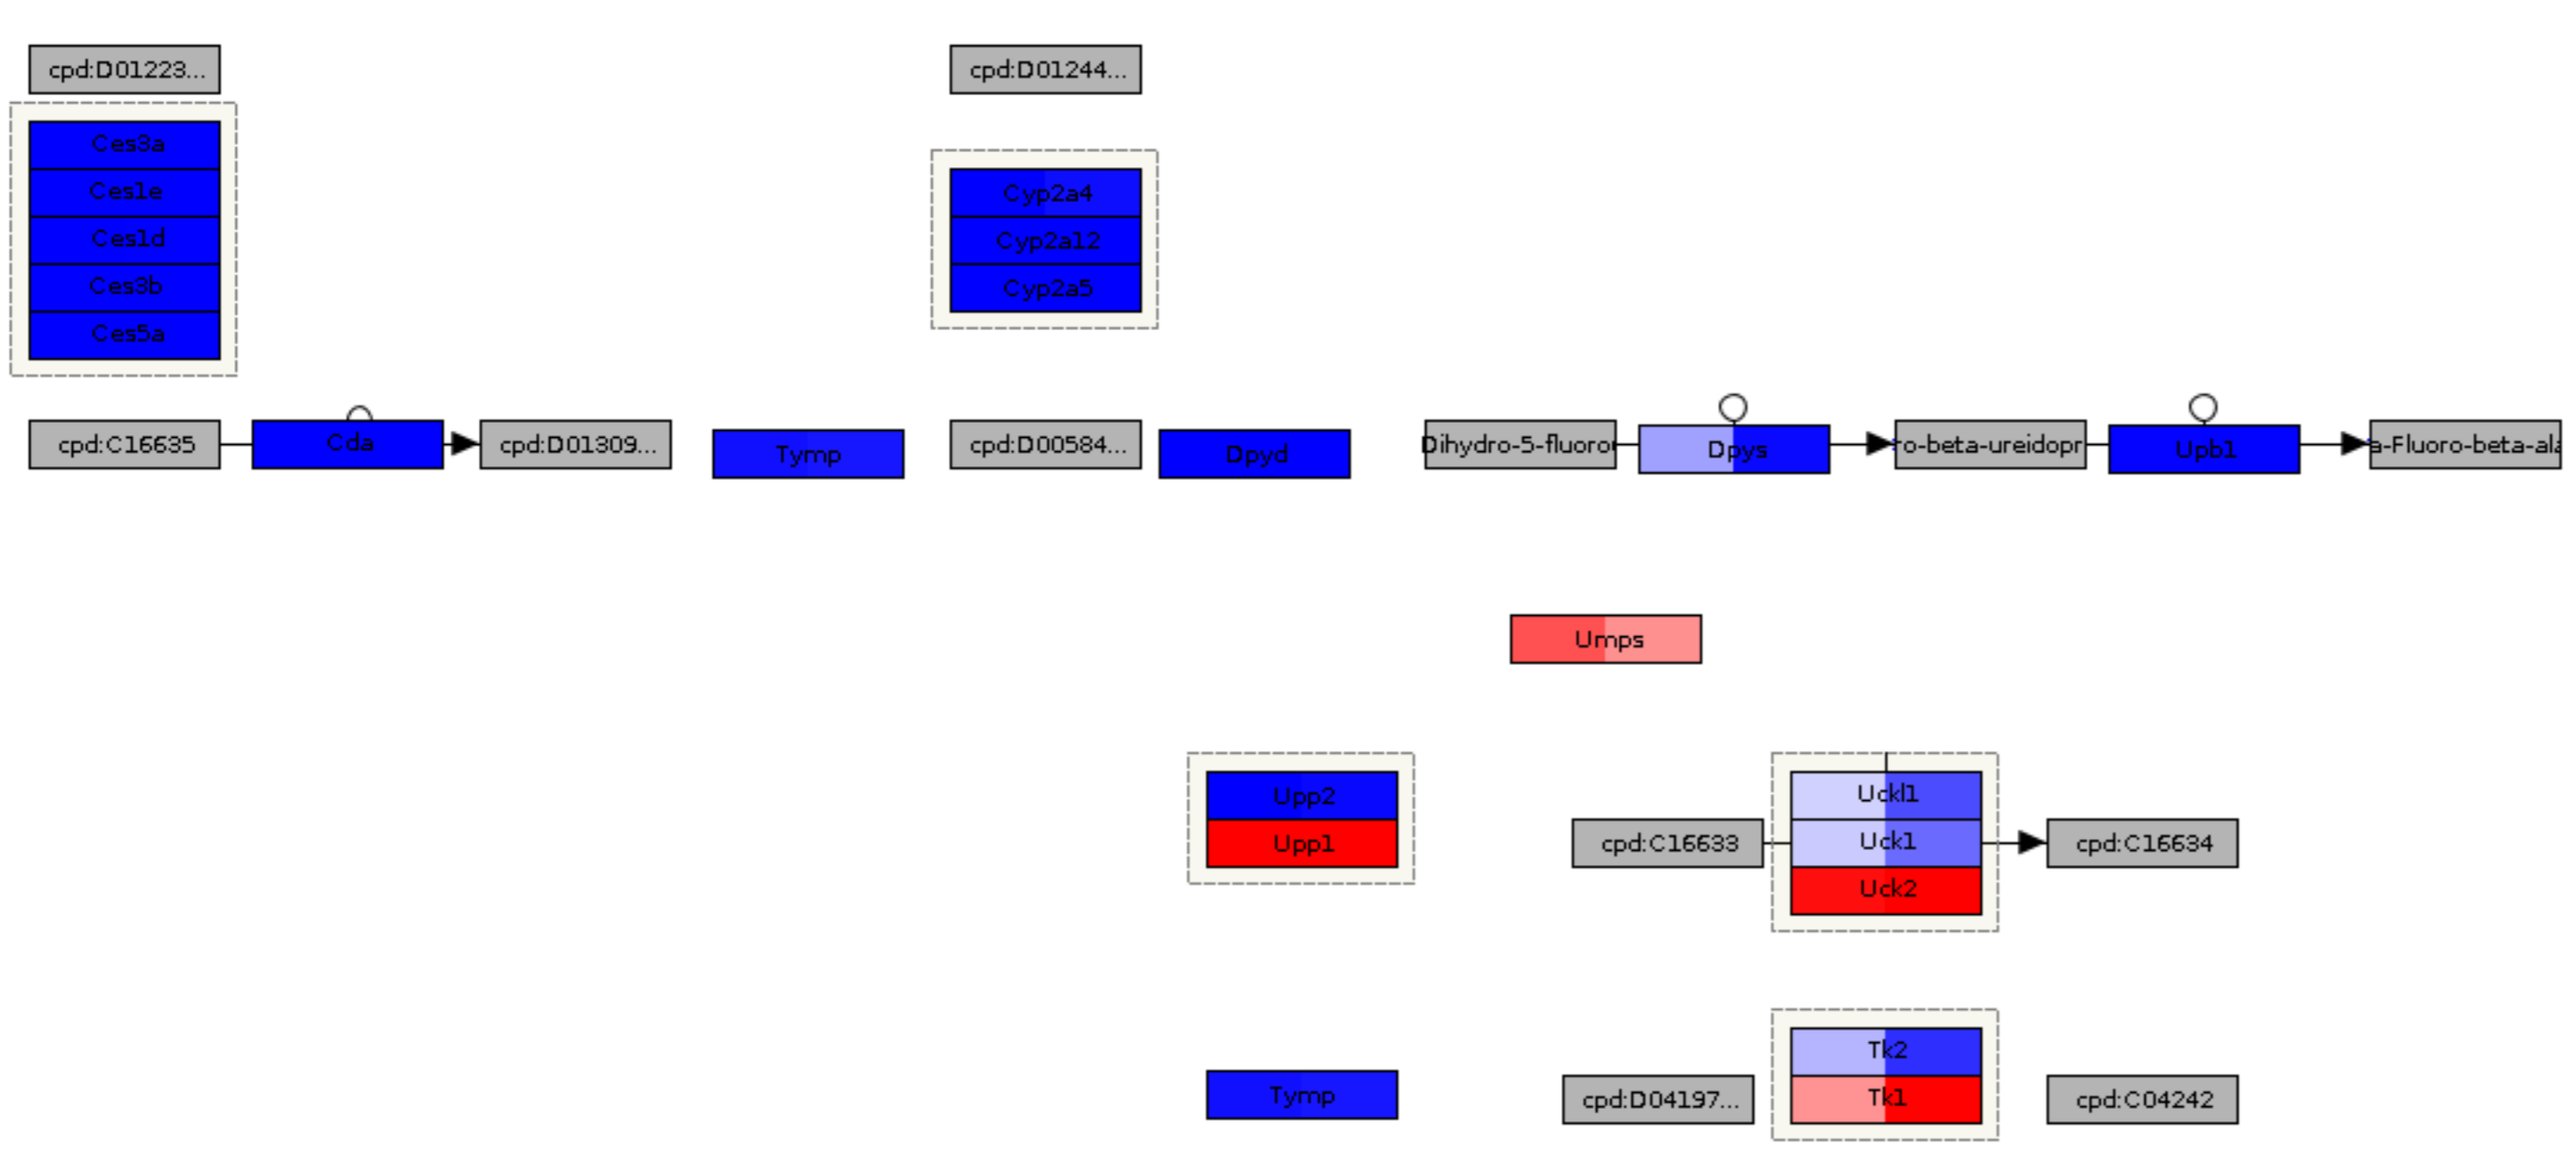 cpd:D01223...
cpd:D01244...
Ces3a
Ces1e
Ces1d
Ces3b
Ces5a
Cyp2a4
Cyp2a12
Cyp2a5
cpd:C16635
Cda
cpd:D01309...
Tymp
cpd:D00584...
Dpyd
Dihydro-5-fluoro
Dpys
ro-beta-ureidopr
Upb1
a-Fluoro-beta-ala
Umps
Upp2
Upp1
cpd:C16633
Uckl1
Uck1
Uck2
cpd:C16634
Tymp
cpd:D04197...
Tk2
Tk1
cpd:C04242